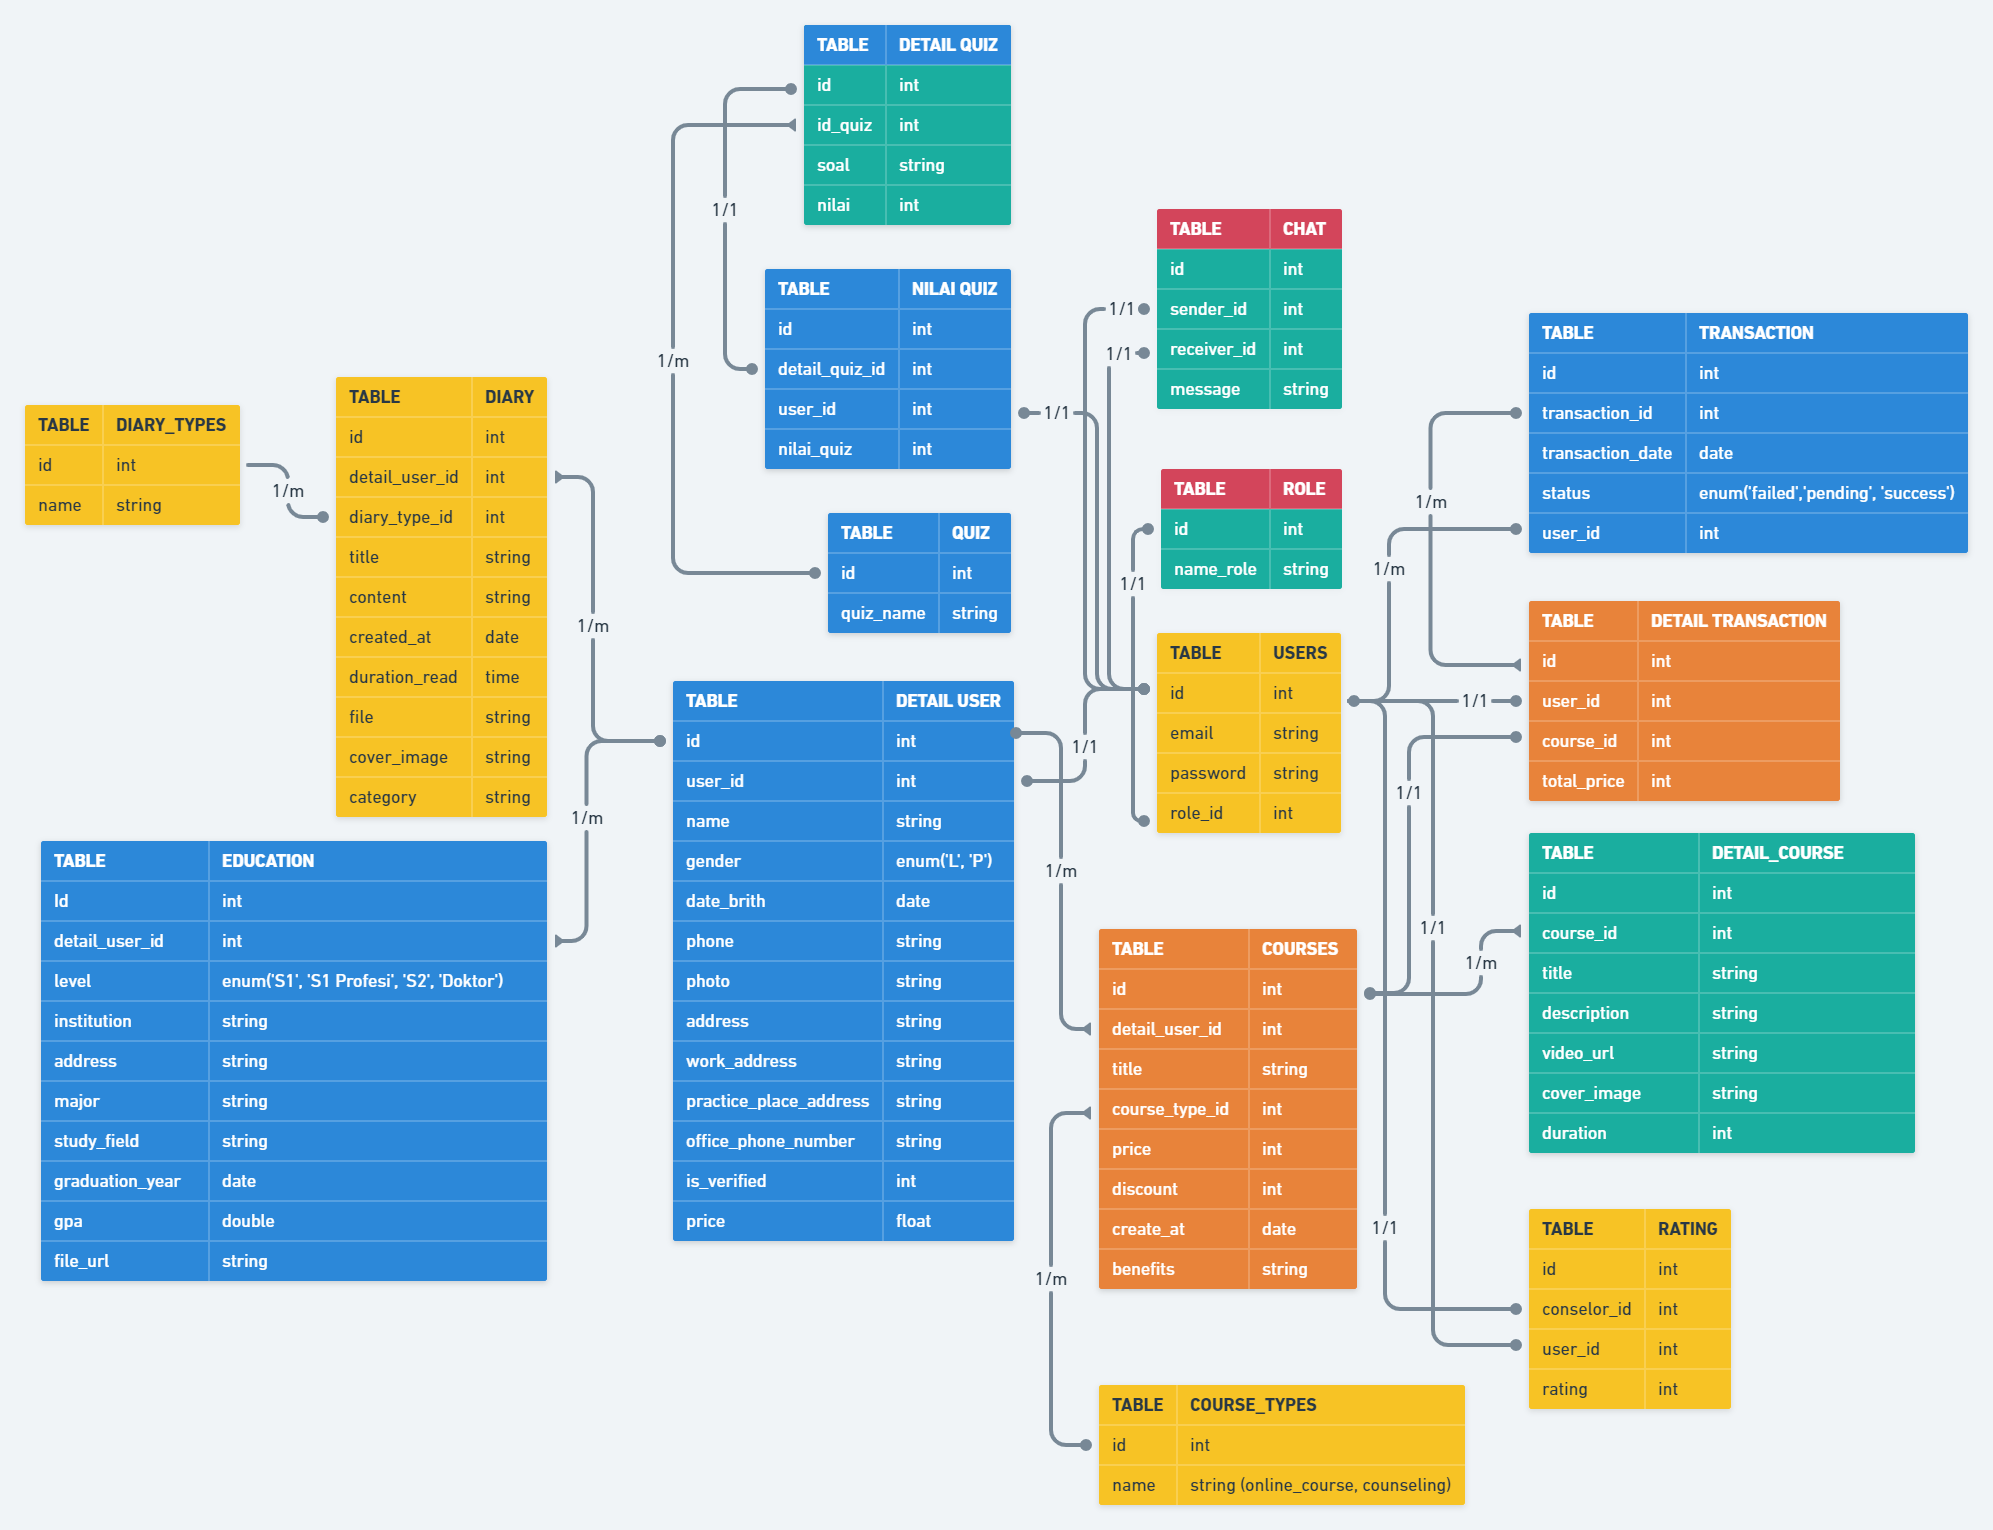 TABLE DETAIL QUIZ
id int
id_quiz int
soal string
nilai int
1/1
1/m
TABLE NILAI QUIZ
id int
detail_quiz_id int
user_id int
nilai_quiz int
1/1
TABLE QUIZ
id int
quiz_name string
TABLE DIARY_TYPES
id int
name string
1/m
TABLE DIARY
id int
detail_user_id int
diary_type_id int
title string
content string
created_at date
duration_read time
file string
cover_image string
category string
1/m
1/m
TABLE EDUCATION
Id int
detail_user_id int
level enum('S1', 'S1 Profesi', 'S2', 'Doktor')
institution string
address string
major string
study_field string
graduation_year date
gpa double
file_url string
TABLE DETAIL USER
id int
user_id int
name string
gender enum('L', 'P')
date_brith date
phone string
photo string
address string
work_address string
practice_place_address string
office_phone_number string
is_verified int
price float
1/1
1/m
TABLE CHAT
id int
1/1 sender_id int
1/1 receiver_id int
message string
TABLE ROLE
id int
name_role string
1/1
TABLE USERS
id int
email string
password string
role_id int
TABLE COURSES
id int
detail_user_id int
title string
course_type_id int
price int
discount int
create_at date
benefits string
1/m
TABLE COURSE_TYPES
id int
name string (online_course, counseling)
TABLE TRANSACTION
id int
transaction_id int
transaction_date date
status enum('failed','pending', 'success')
user_id int
1/m
1/m
TABLE DETAIL TRANSACTION
id int
1/1 user_id int
course_id int
total_price int
1/1
TABLE DETAIL_COURSE
id int
course_id int
title string
description string
video_url string
cover_image string
duration int
1/1
1/m
1/1
TABLE RATING
id int
conselor_id int
user_id int
rating int